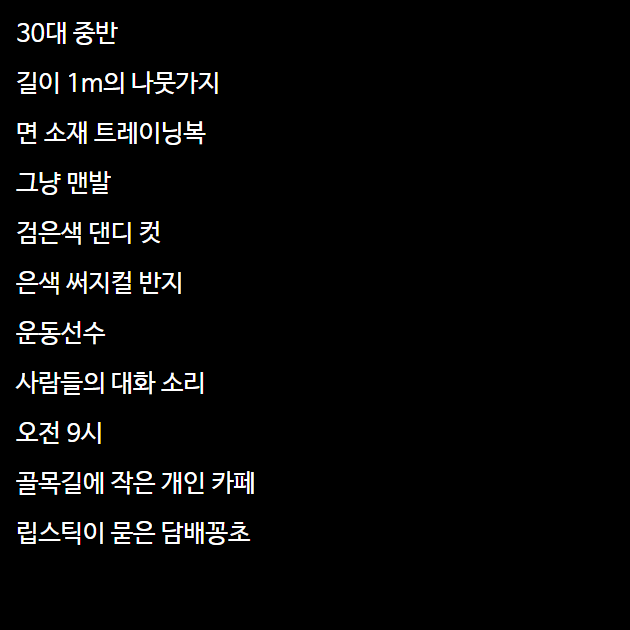 30대 중반
길이 1m의 나뭇가지
면 소재 트레이닝복
그냥 맨발
검은색 댄디 컷
은색 써지컬 반지
운동선수
사람들의 대화 소리
오전 9시
골목길에 작은 개인 카페
립스틱이 묻은 담배꽁초